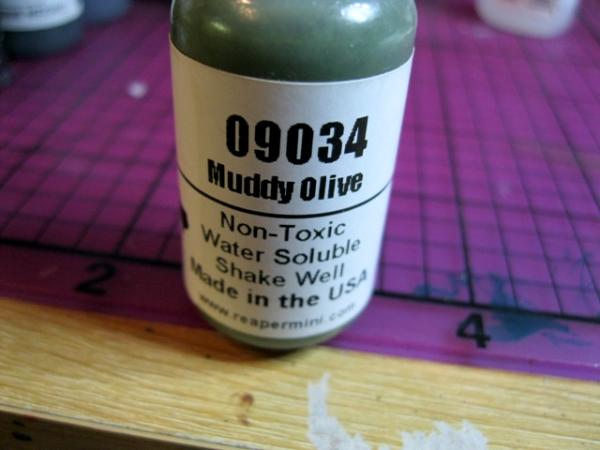 09034
Muddy Olive
Non-Toxic
Water Soluble
Shake Well
Made in the USA
www.reapermini.com
2
4